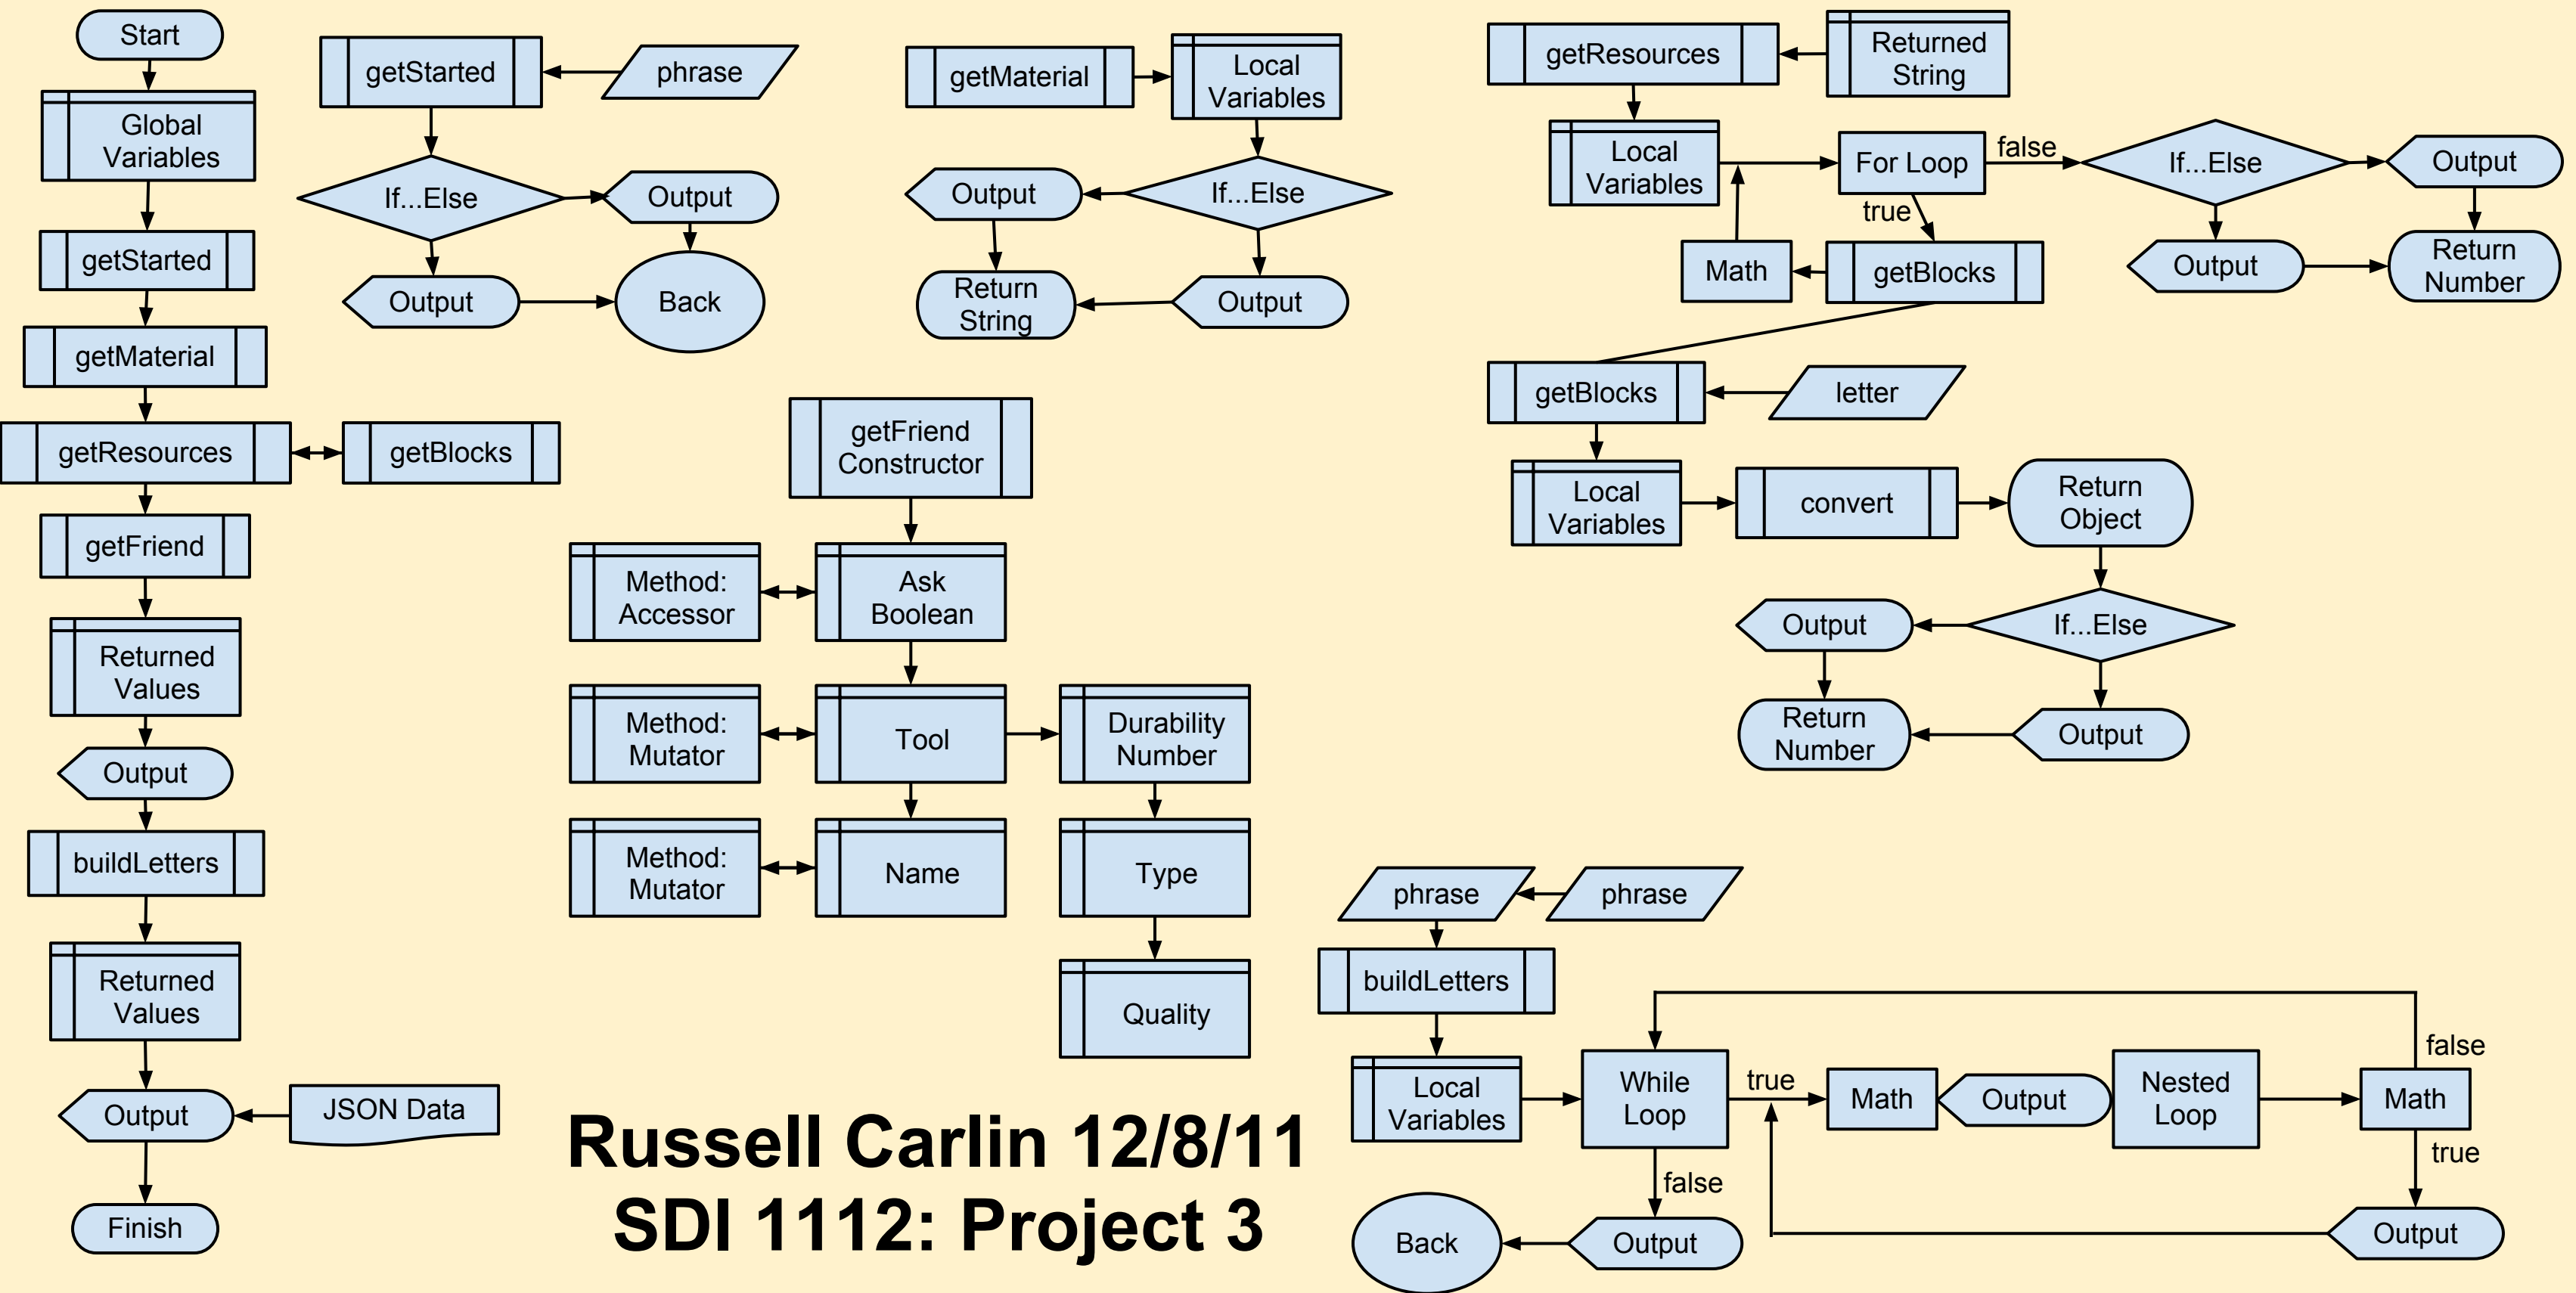 Start
Global
Variables
getStarted
getMaterial
getResources
getBlocks
getFriend
Returned
Values
Output
buildLetters
Returned
Values
Output
JSON Data
Finish
getStarted
phrase
If...Else
Output
Output
Back
getMaterial
Local
Variables
If...Else
Output
Return
String
Output
getFriend
Constructor
Method:
Accessor
Ask
Boolean
Method:
Mutator
Tool
Durability
Number
Method:
Mutator
Name
Type
Quality
getResources
Returned
String
Local
Variables
For Loop
false
If...Else
Output
true
Math
getBlocks
Output
Return
Number
getBlocks
letter
Local
Variables
convert
Return
Object
If...Else
Output
Return
Number
Output
phrase
phrase
buildLetters
Local
Variables
While
Loop
true
Math
Output
Nested
Loop
Math
false
true
Output
false
Output
Back
Russell Carlin 12/8/11
SDI 1112: Project 3